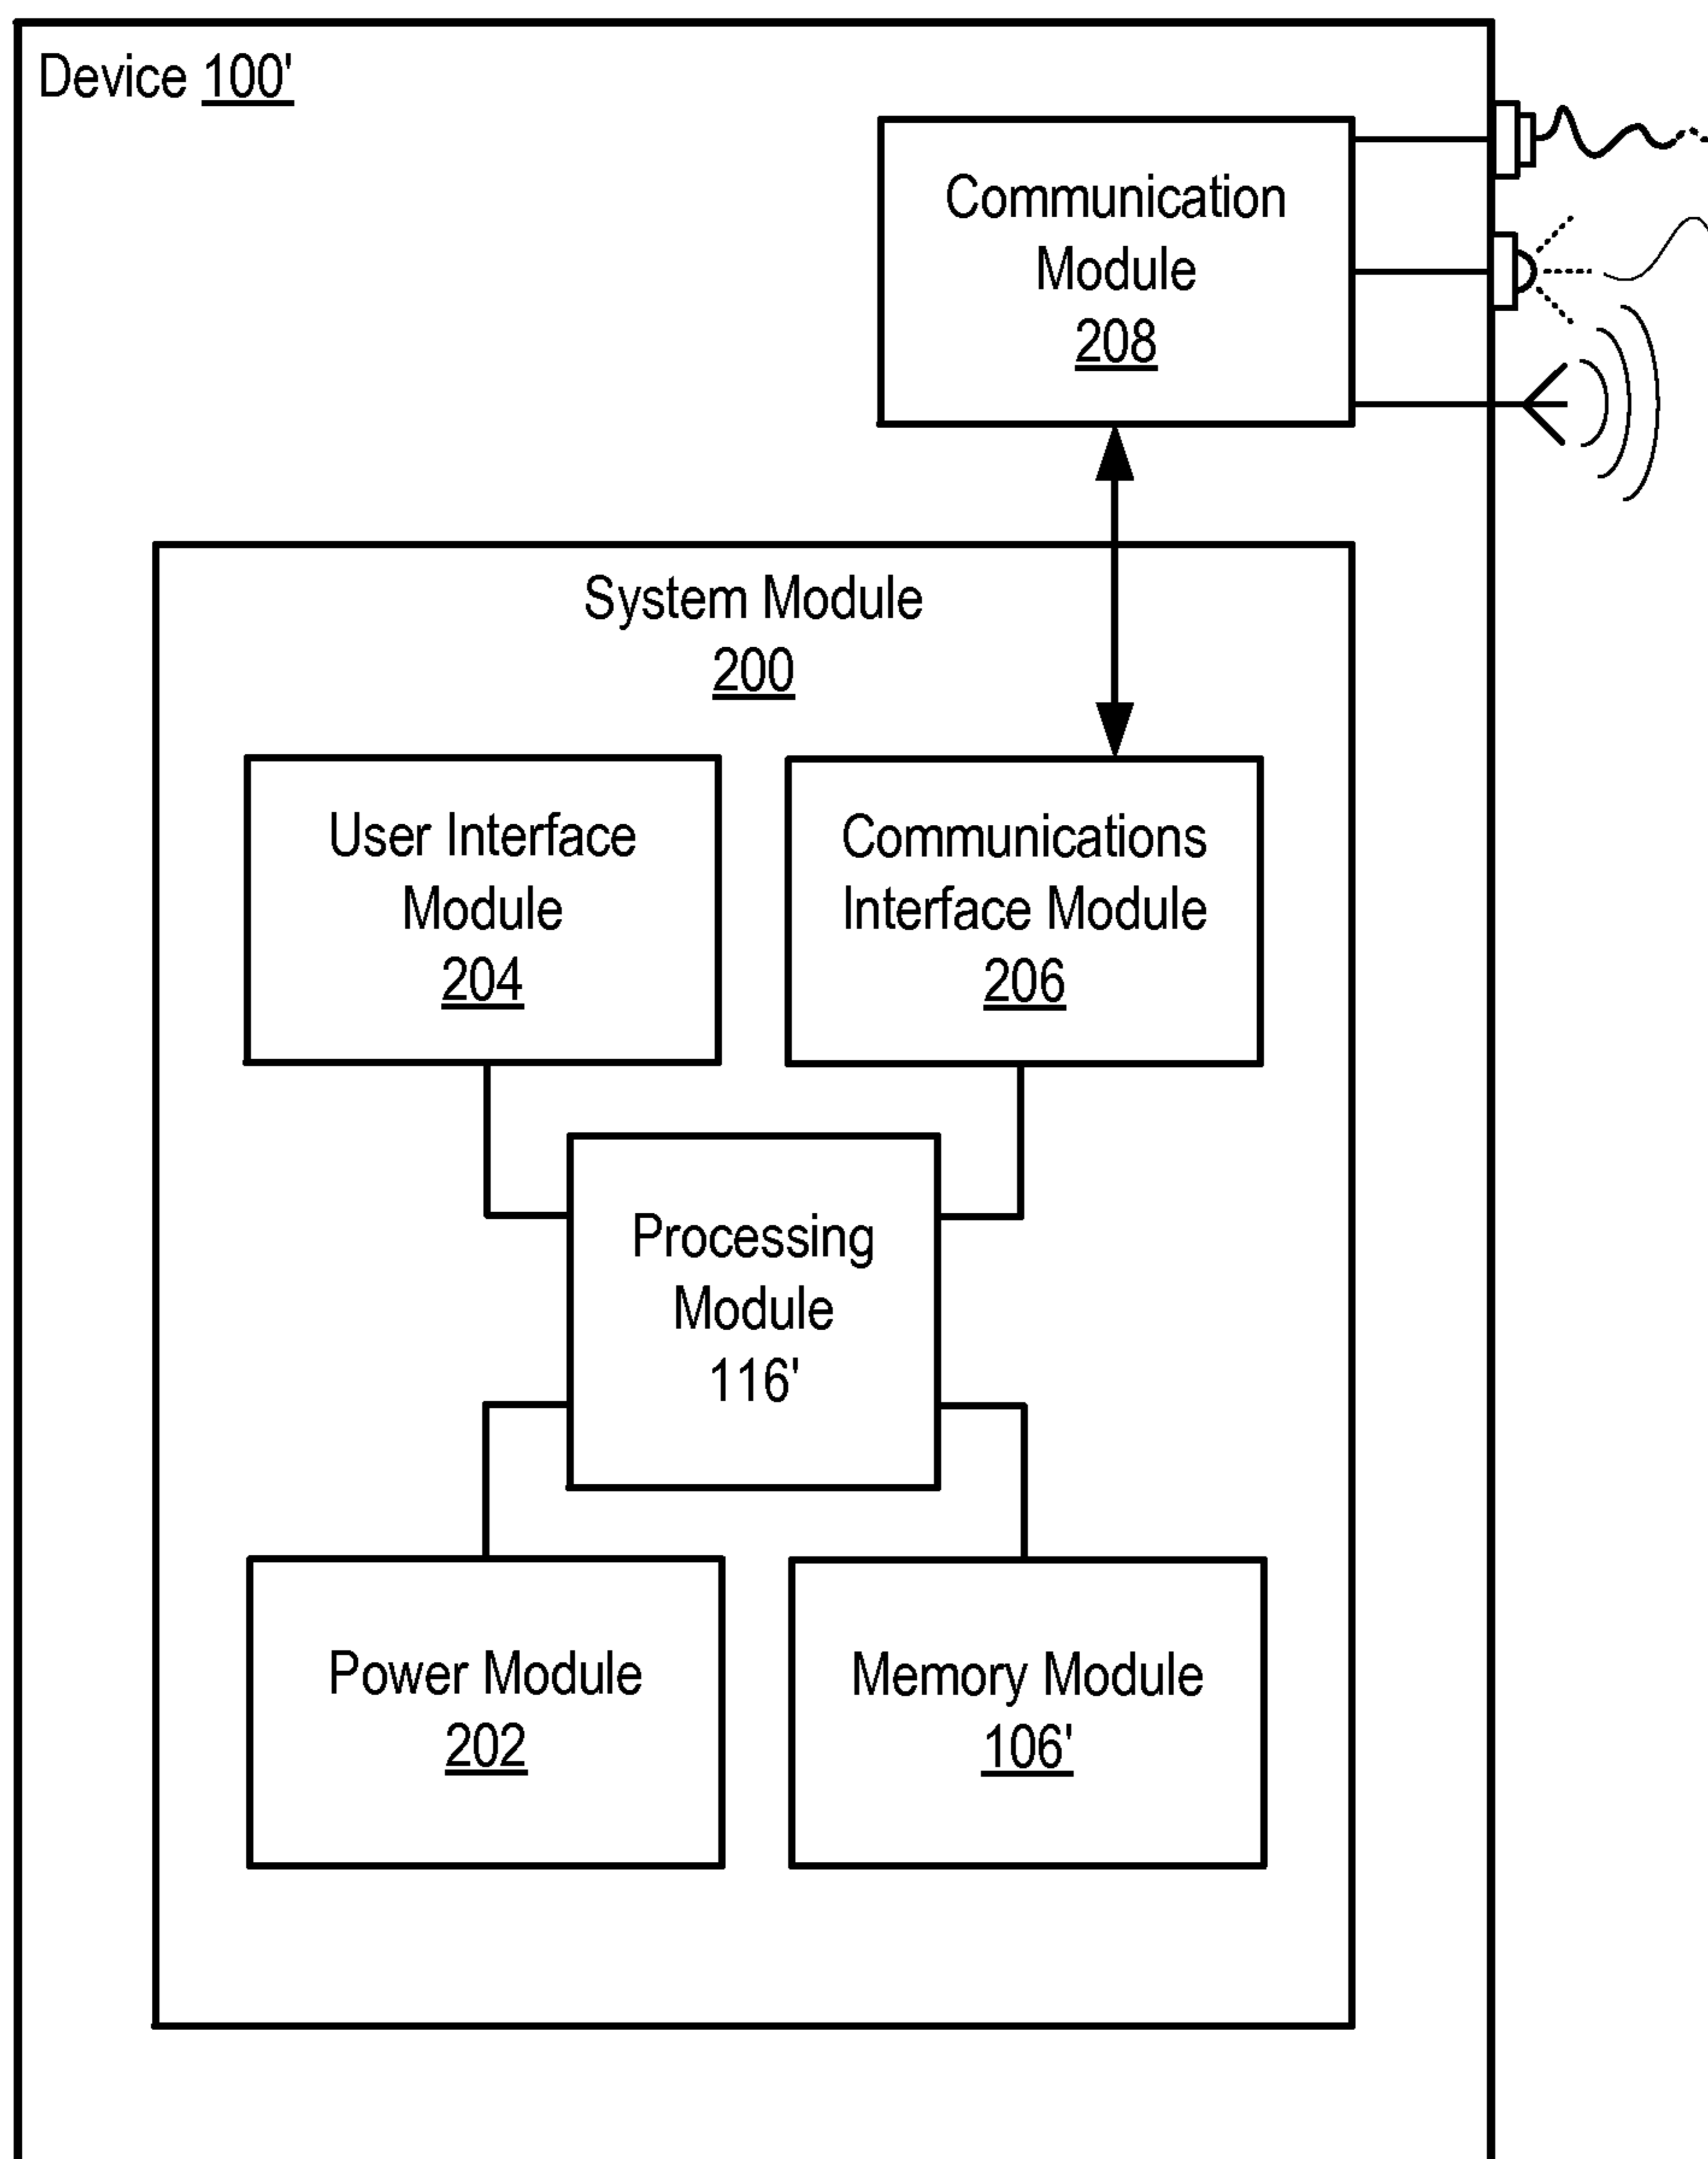 Device 100'
Communication
Module
208
System Module
200
User Interface
Module
204
Communications
Interface Module
206
Processing
Module
116'
Power Module
202
Memory Module
106'